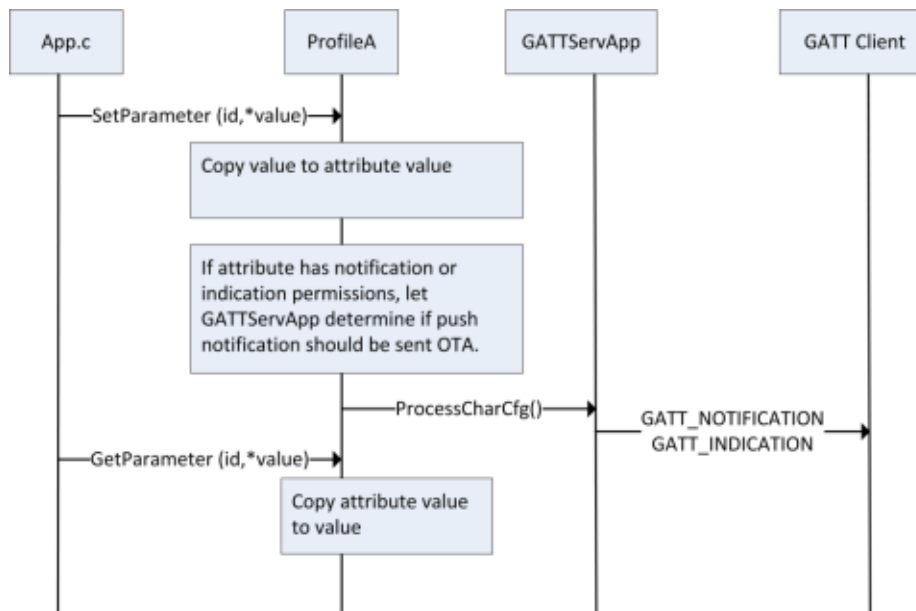 App.c
ProfileA
GATTServApp
GATT Client
SetParameter (id,*value)
Copy value to attribute value
If attribute has notification or
indication permissions, let
GATTServApp determine if push
notification should be sent OTA.
ProcessCharCfg()
GATT_NOTIFICATION
GATT_INDICATION
GetParameter (id,*value)
Copy attribute value
to value